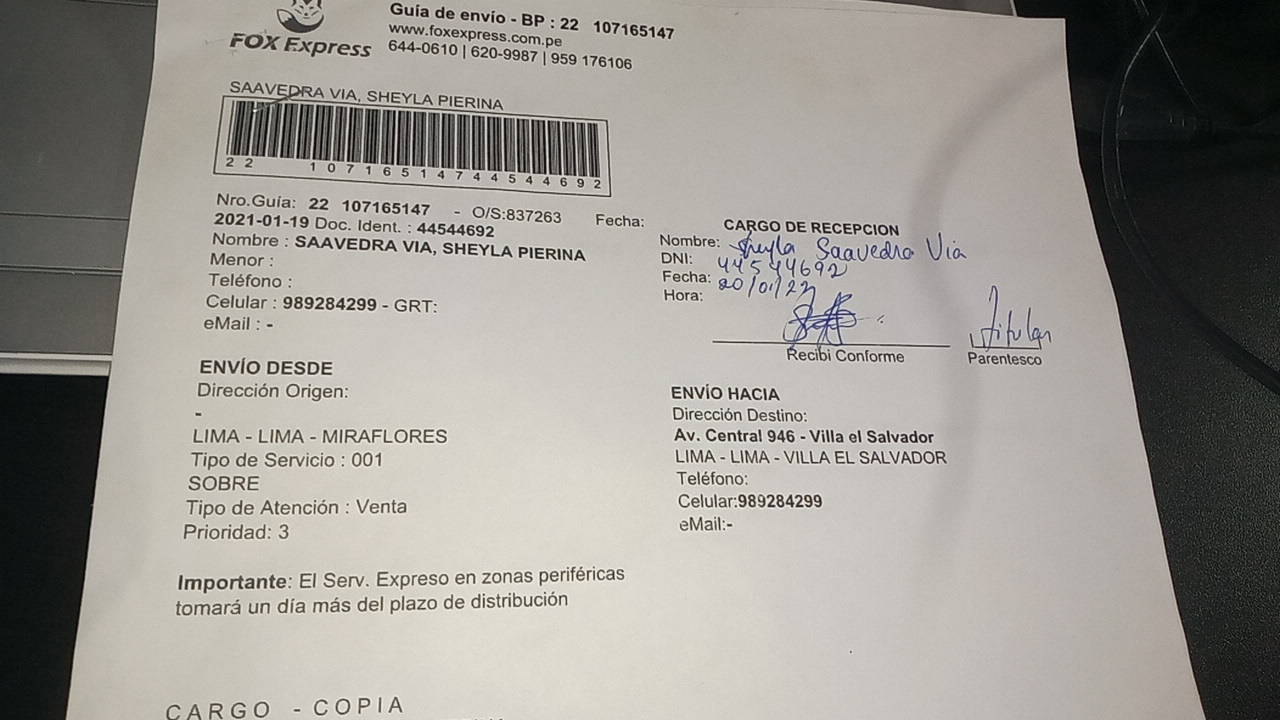 FOX Express
Guía de envío - BP : 22 107165147
www.foxexpress.com.pe
644-0610 | 620-9987 | 959 176106
SAAVEDRA VIA, SHEYLA PIERINA
22 10716514744544692
Nro.Guía: 22 107165147 - O/S:837263 Fecha:
2021-01-19 Doc. Ident. : 44544692
Nombre : SAAVEDRA VIA, SHEYLA PIERINA
Menor :
Teléfono :
Celular : 989284299 - GRT:
eMail : -
CARGO DE RECEPCION
Nombre: Sheyla Saavedra Via
DNI: 44544692
Fecha: 20/01/22
Hora:
Recibi Conforme
Titular
Parentesco
ENVÍO DESDE
Dirección Origen:
-
LIMA - LIMA - MIRAFLORES
Tipo de Servicio : 001
SOBRE
Tipo de Atención : Venta
Prioridad: 3
ENVÍO HACIA
Dirección Destino:
Av. Central 946 - Villa el Salvador
LIMA - LIMA - VILLA EL SALVADOR
Teléfono:
Celular:989284299
eMail:-
Importante: El Serv. Expreso en zonas periféricas
tomará un día más del plazo de distribución
CARGO - COPIA